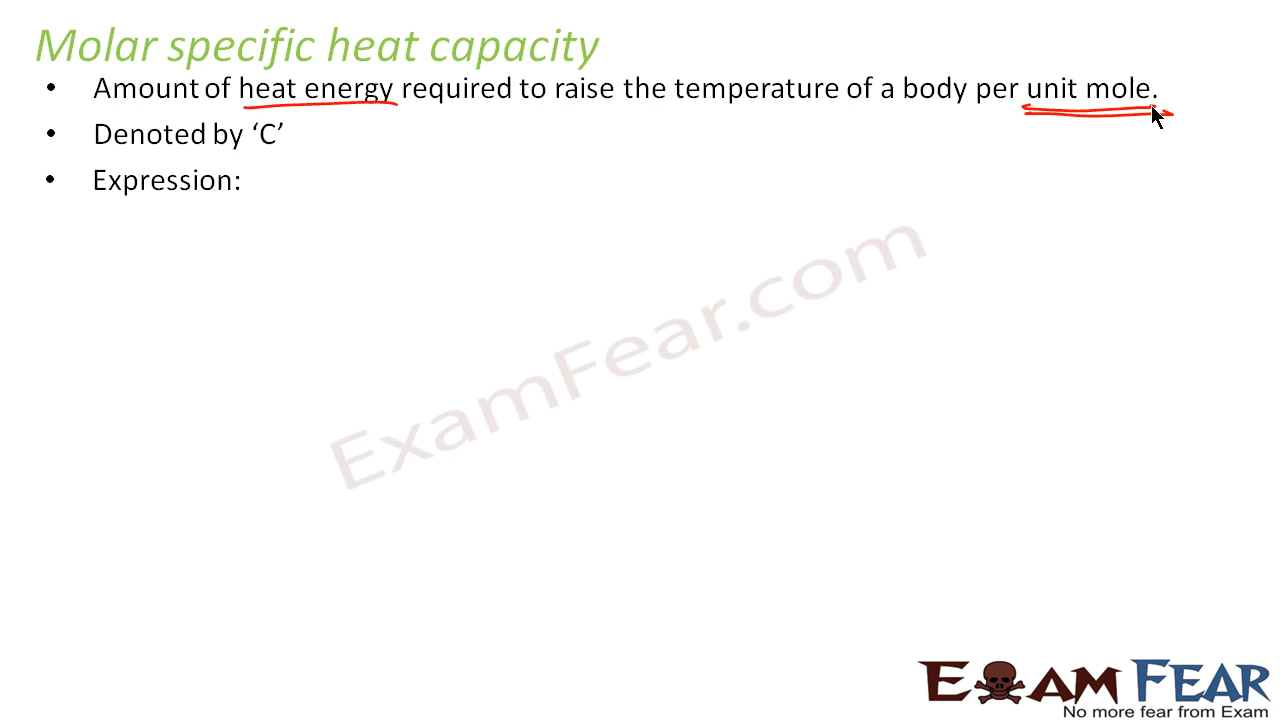 Molar specific heat capacity
• Amount of heat energy required to raise the temperature of a body per unit mole.
• Denoted by ‘C’
• Expression:
ExamFear.com
EXAM FEAR
No more fear from Exam